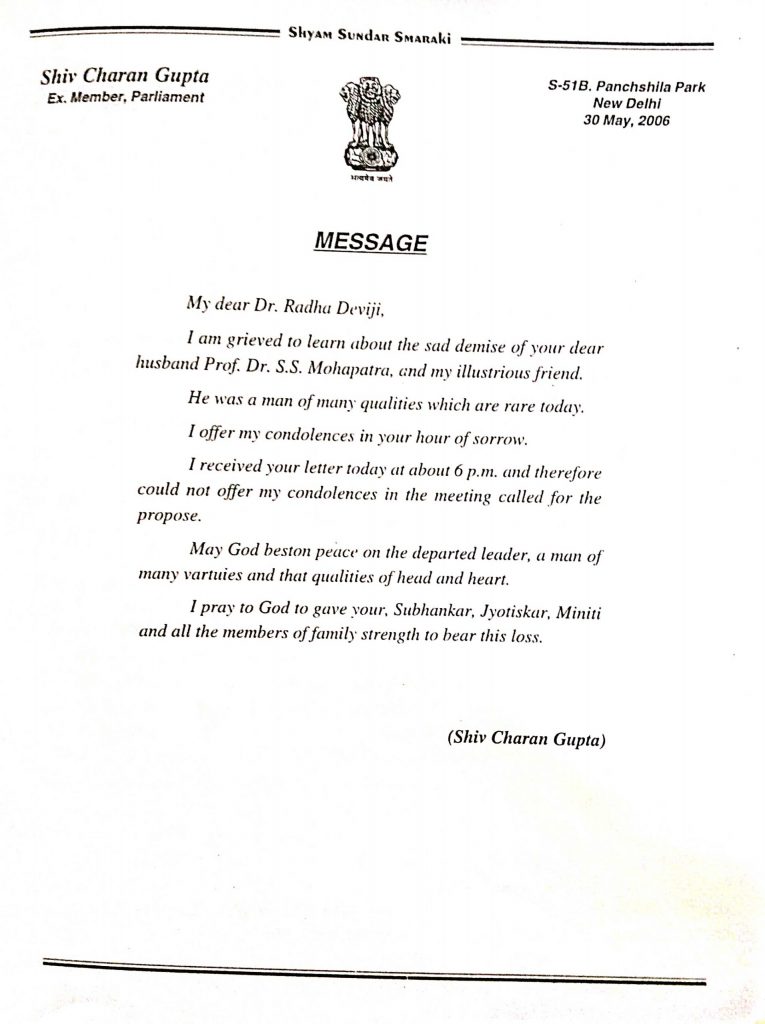 Shyam Sundar Smaraki
Shiv Charan Gupta
Ex. Member, Parliament
S-51B. Panchshila Park
New Delhi
30 May, 2006
सत्यमेव जयते
MESSAGE
My dear Dr. Radha Deviji,
I am grieved to learn about the sad demise of your dear
husband Prof. Dr. S.S. Mohapatra, and my illustrious friend.
He was a man of many qualities which are rare today.
I offer my condolences in your hour of sorrow.
I received your letter today at about 6 p.m. and therefore
could not offer my condolences in the meeting called for the
propose.
May God beston peace on the departed leader, a man of
many vartuies and that qualities of head and heart.
I pray to God to gave your, Subhankar, Jyotiskar, Miniti
and all the members of family strength to bear this loss.
(Shiv Charan Gupta)